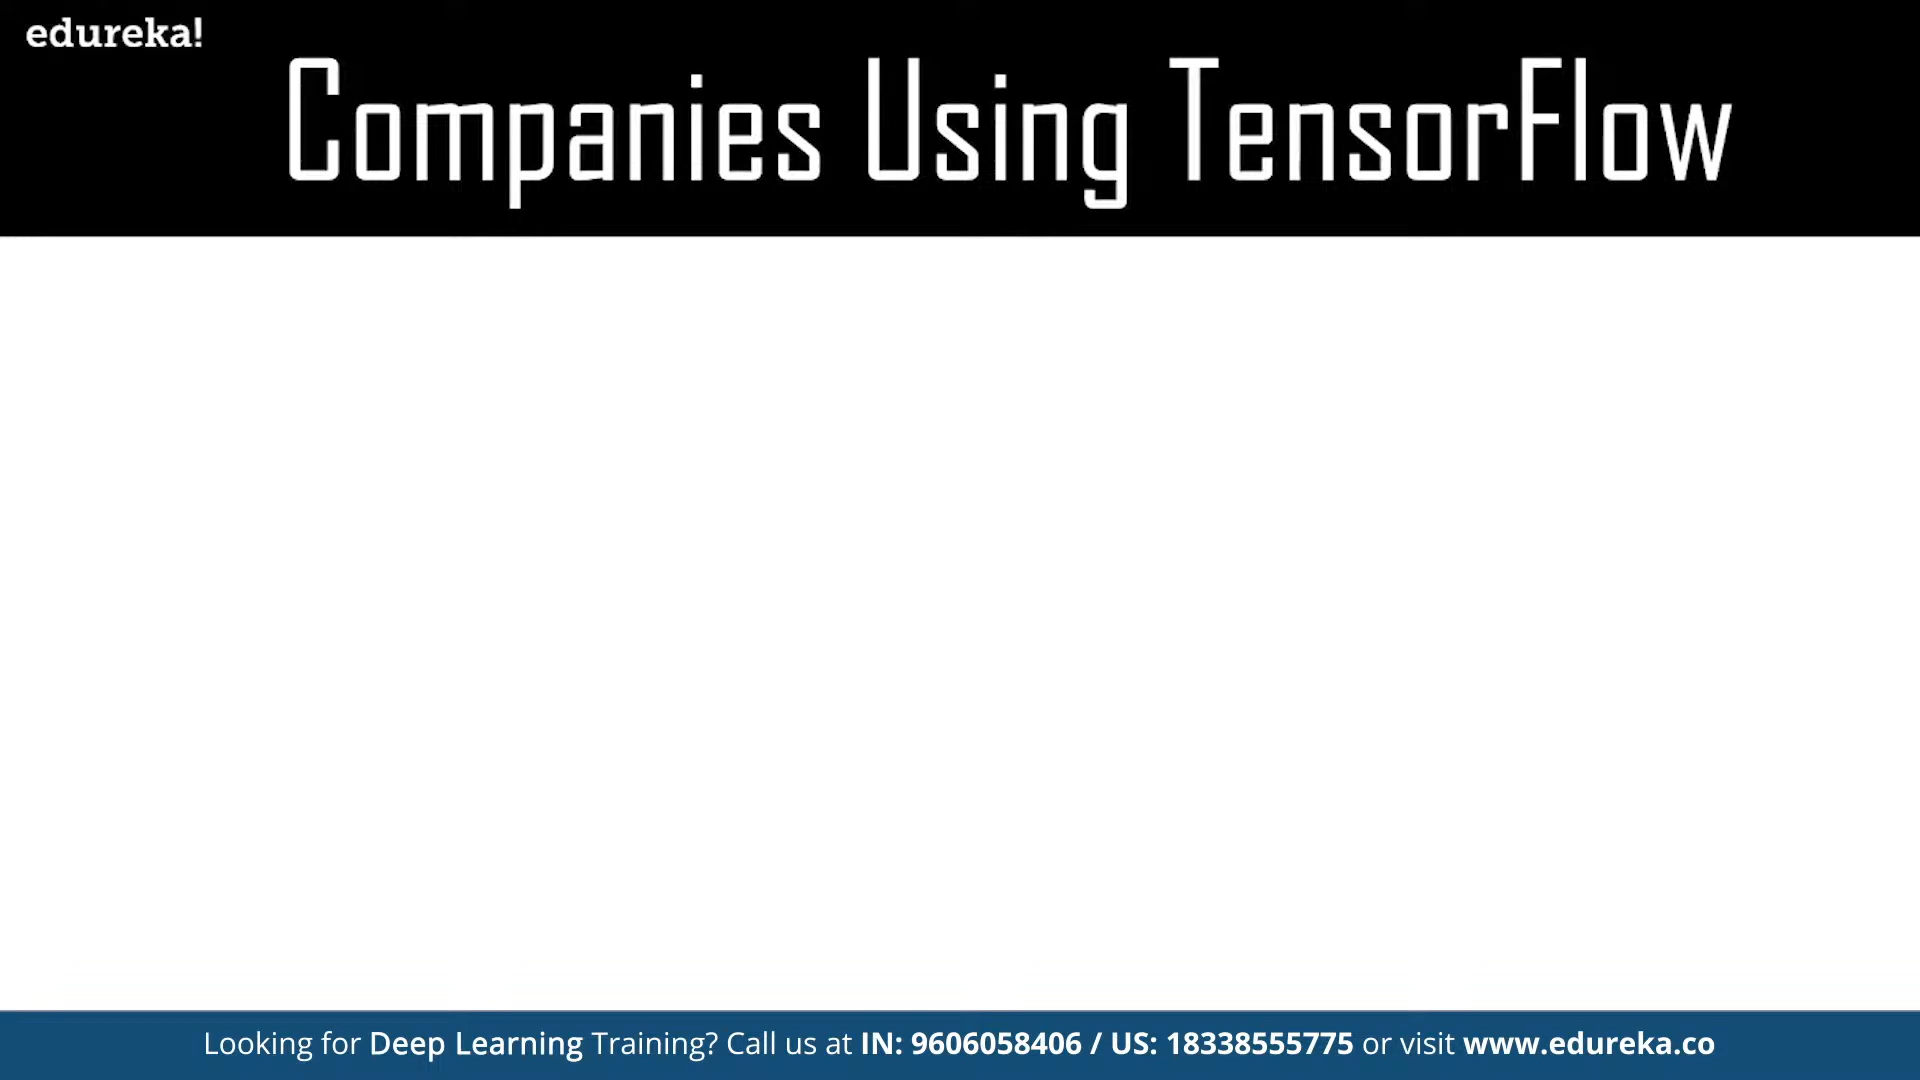 edureka!
Companies Using TensorFlow
Looking for Deep Learning Training? Call us at IN: 9606058406 / US: 18338555775 or visit www.edureka.co